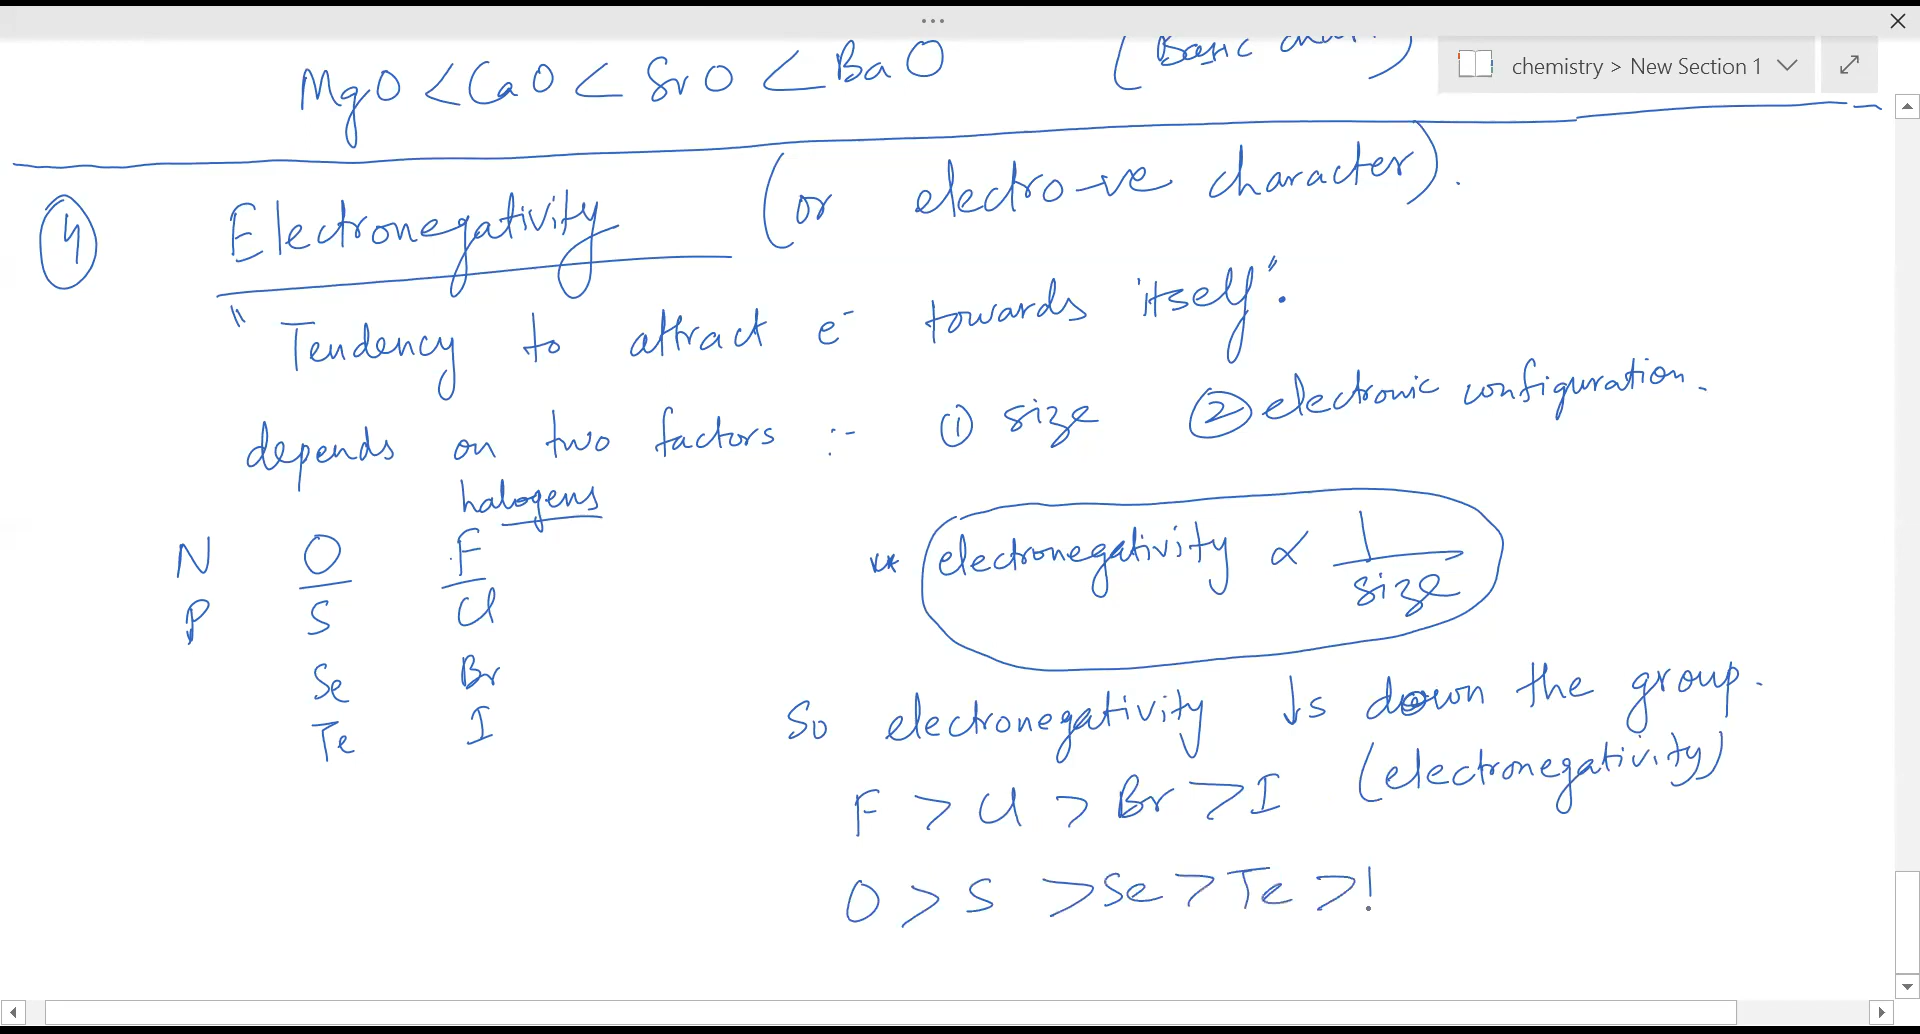 ...
MgO < CaO < SrO < BaO (Basic
chemistry > New Section 1
4 Electronegativity (or electro-ve character).
"Tendency to attract e⁻ towards itself".
depends on two factors :- ① size ② electronic configuration.
halogens
N O F
P S Cl
Se Br
Te I
** electronegativity ∝ 1/size
So electronegativity ↓s down the group.
F > Cl > Br > I (electronegativity)
O > S > Se > Te >